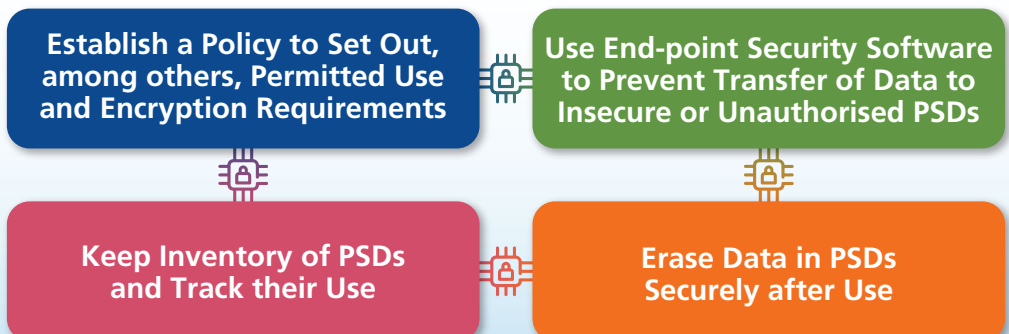 Establish a Policy to Set Out,
among others, Permitted Use
and Encryption Requirements
Use End-point Security Software
to Prevent Transfer of Data to
Insecure or Unauthorised PSDs
Keep Inventory of PSDs
and Track their Use
Erase Data in PSDs
Securely after Use